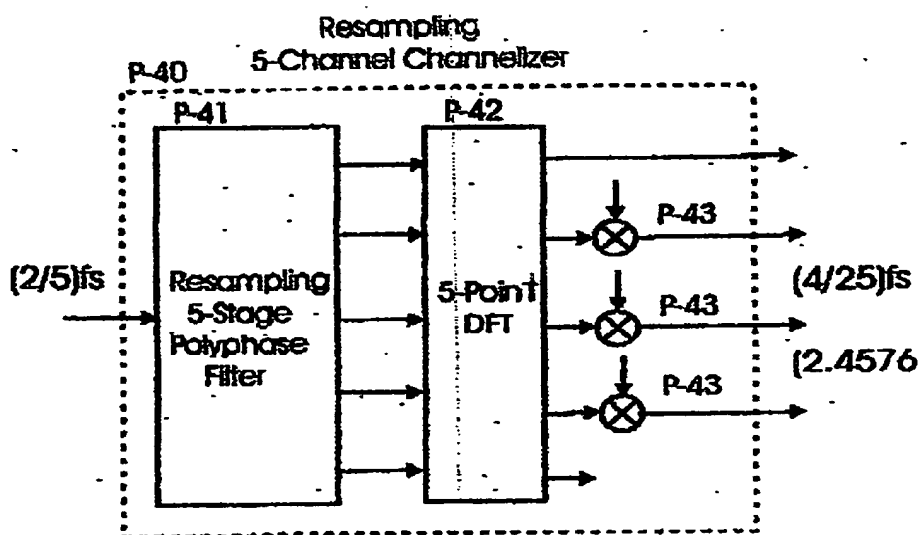 Resampling
5-Channel Channelizer
P-40
P-41
P-42
P-43
(2/5)fs
Resampling
5-Stage
Polyphase
Filter
5-Point
DFT
P-43
P-43
(4/25)fs
(2.4576